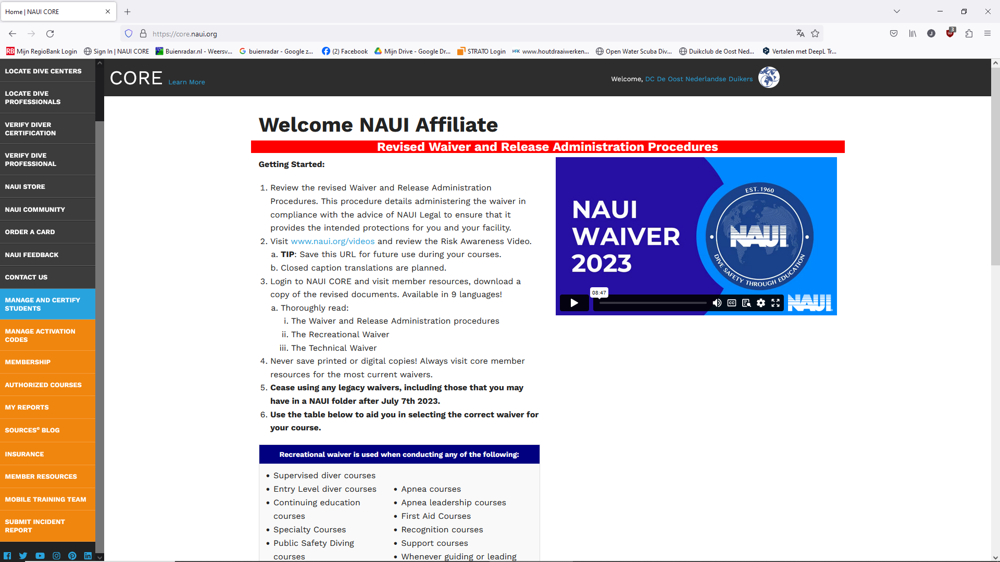 Home | NAUI CORE
https://core.naui.org
3
Mijn RegioBank Login
Sign In | NAUI CORE
Buienradar.nl - Weersv...
buienradar - Google z...
(2) Facebook
Mijn Drive - Google Dr...
STRATO Login
www.houtdraaiwerken...
Open Water Scuba Div...
Duikclub de Oost Ned...
Vertalen met DeepL Tr...
LOCATE DIVE CENTERS
LOCATE DIVE
PROFESSIONALS
VERIFY DIVER
CERTIFICATION
VERIFY DIVE
PROFESSIONAL
NAUI STORE
NAUI COMMUNITY
ORDER A CARD
NAUI FEEDBACK
CONTACT US
MANAGE AND CERTIFY
STUDENTS
MANAGE ACTIVATION
CODES
MEMBERSHIP
AUTHORIZED COURSES
MY REPORTS
SOURCES® BLOG
INSURANCE
MEMBER RESOURCES
MOBILE TRAINING TEAM
SUBMIT INCIDENT
REPORT
CORE Learn More
Welcome, DC De Oost Nederlandse Duikers
Welcome NAUI Affiliate
Revised Waiver and Release Administration Procedures
Getting Started:
1. Review the revised Waiver and Release Administration
Procedures. This procedure details administering the waiver in
compliance with the advice of NAUI Legal to ensure that it
provides the intended protections for you and your facility.
2. Visit www.naui.org/videos and review the Risk Awareness Video.
a. TIP: Save this URL for future use during your courses.
b. Closed caption translations are planned.
3. Login to NAUI CORE and visit member resources, download a
copy of the revised documents. Available in 9 languages!
a. Thoroughly read:
i. The Waiver and Release Administration procedures
ii. The Recreational Waiver
iii. The Technical Waiver
4. Never save printed or digital copies! Always visit core member
resources for the most current waivers.
5. Cease using any legacy waivers, including those that you may
have in a NAUI folder after July 7th 2023.
6. Use the table below to aid you in selecting the correct waiver for
your course.
NAUI
WAIVER
2023
EST. 1960
NAUI
DIVE SAFETY THROUGH EDUCATION
08:47
CC
NAUI
Recreational waiver is used when conducting any of the following:
• Supervised diver courses
• Entry Level diver courses
• Continuing education
courses
• Specialty Courses
• Public Safety Diving
courses
• Apnea courses
• Apnea leadership courses
• First Aid Courses
• Recognition courses
• Support courses
• Whenever guiding or leading